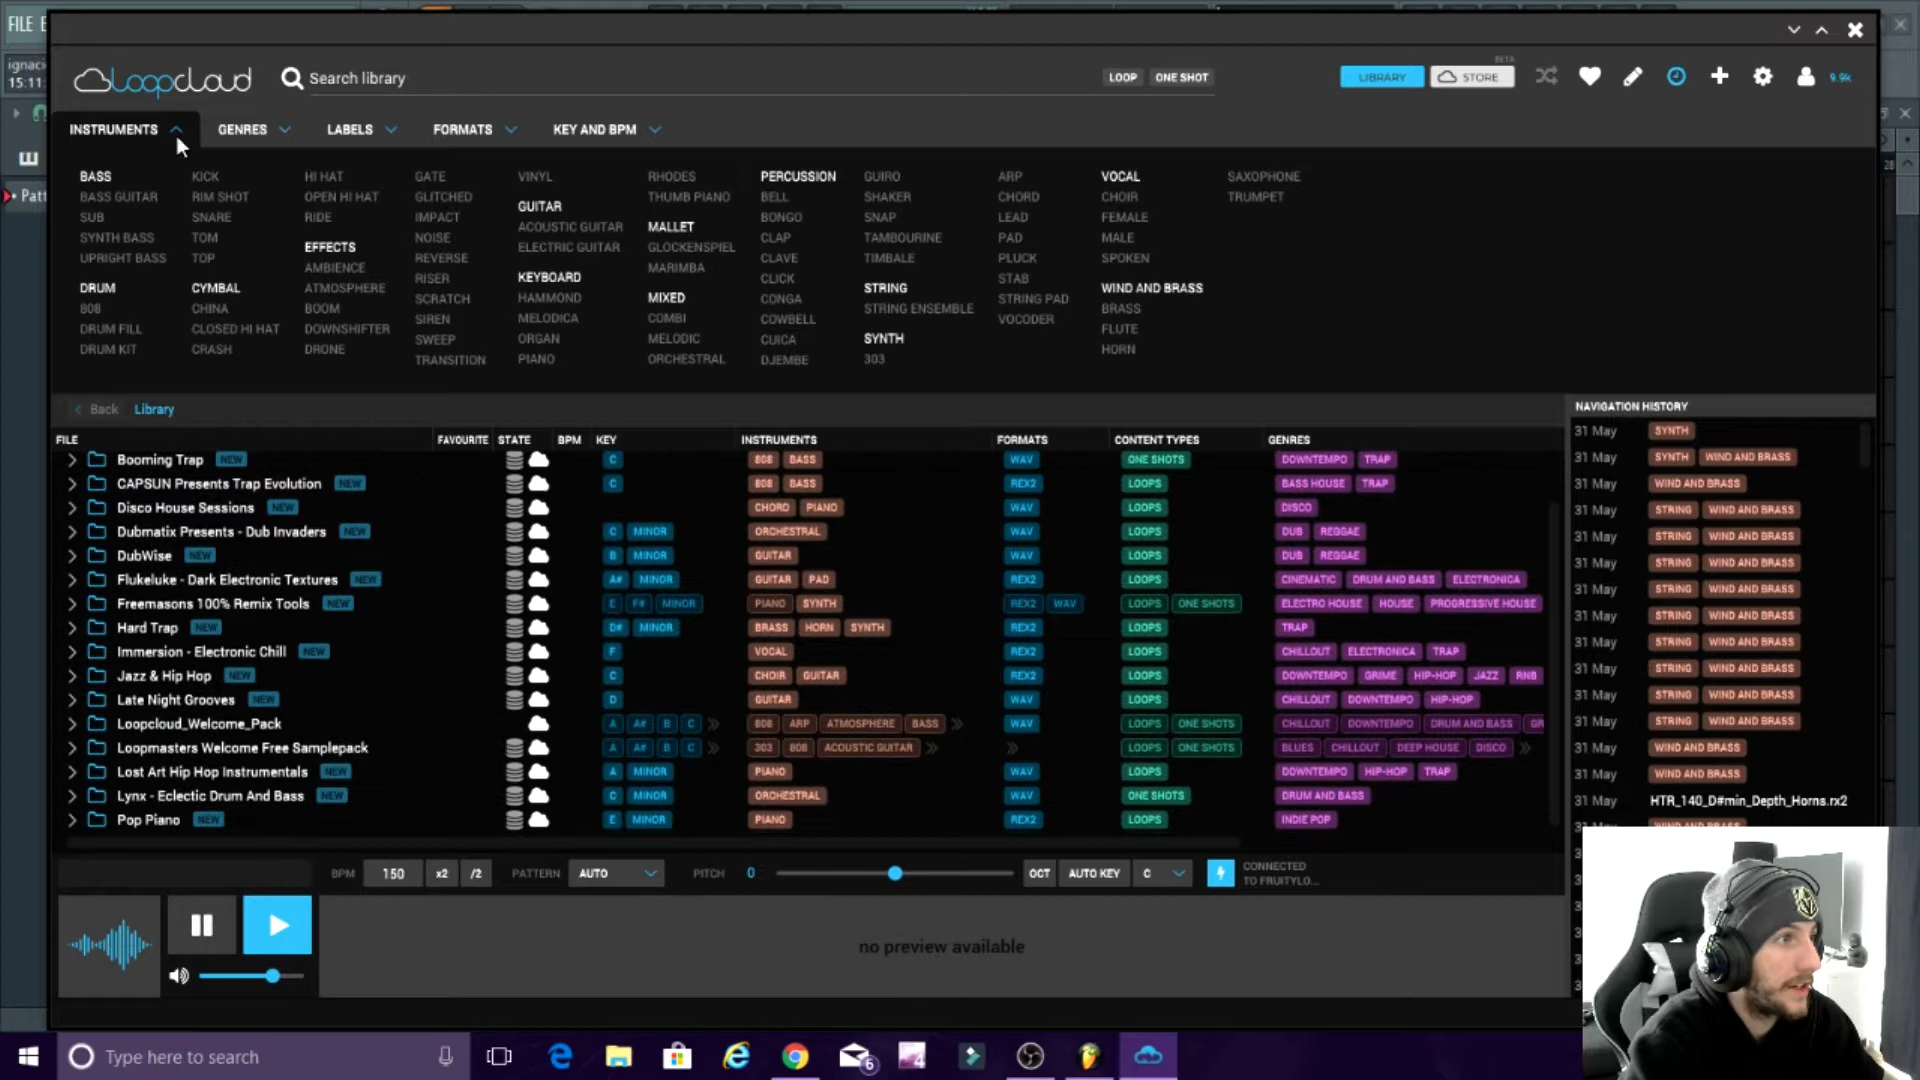 FILE E
ignaci
15:11:
Patt
28
loopcloud
Search library
LOOP ONE SHOT
LIBRARY
BETA
STORE
9.9k
INSTRUMENTS GENRES LABELS FORMATS KEY AND BPM
BASS
BASS GUITAR
SUB
SYNTH BASS
UPRIGHT BASS
DRUM
808
DRUM FILL
DRUM KIT
KICK
RIM SHOT
SNARE
TOM
TOP
CYMBAL
CHINA
CLOSED HI HAT
CRASH
HI HAT
OPEN HI HAT
RIDE
EFFECTS
AMBIENCE
ATMOSPHERE
BOOM
DOWNSHIFTER
DRONE
GATE
GLITCHED
IMPACT
NOISE
REVERSE
RISER
SCRATCH
SIREN
SWEEP
TRANSITION
VINYL
GUITAR
ACOUSTIC GUITAR
ELECTRIC GUITAR
KEYBOARD
HAMMOND
MELODICA
ORGAN
PIANO
RHODES
THUMB PIANO
MALLET
GLOCKENSPIEL
MARIMBA
MIXED
COMBI
MELODIC
ORCHESTRAL
PERCUSSION
BELL
BONGO
CLAP
CLAVE
CLICK
CONGA
COWBELL
CUICA
DJEMBE
GUIRO
SHAKER
SNAP
TAMBOURINE
TIMBALE
STRING
STRING ENSEMBLE
SYNTH
303
ARP
CHORD
LEAD
PAD
PLUCK
STAB
STRING PAD
VOCODER
VOCAL
CHOIR
FEMALE
MALE
SPOKEN
WIND AND BRASS
BRASS
FLUTE
HORN
SAXOPHONE
TRUMPET
Back Library
FILE FAVOURITE STATE BPM KEY INSTRUMENTS FORMATS CONTENT TYPES GENRES
Booming Trap NEW C 808 BASS WAV ONE SHOTS DOWNTEMPO TRAP
CAPSUN Presents Trap Evolution NEW C 808 BASS REX2 LOOPS BASS HOUSE TRAP
Disco House Sessions NEW CHORD PIANO WAV LOOPS DISCO
Dubmatix Presents - Dub Invaders NEW C MINOR ORCHESTRAL WAV LOOPS DUB REGGAE
DubWise NEW B MINOR GUITAR WAV LOOPS DUB REGGAE
Flukeluke - Dark Electronic Textures NEW A# MINOR GUITAR PAD REX2 LOOPS CINEMATIC DRUM AND BASS ELECTRONICA
Freemasons 100% Remix Tools NEW E F# MINOR PIANO SYNTH REX2 WAV LOOPS ONE SHOTS ELECTRO HOUSE HOUSE PROGRESSIVE HOUSE
Hard Trap NEW D# MINOR BRASS HORN SYNTH REX2 LOOPS TRAP
Immersion - Electronic Chill NEW F VOCAL REX2 LOOPS CHILLOUT ELECTRONICA TRAP
Jazz & Hip Hop NEW C CHOIR GUITAR REX2 LOOPS DOWNTEMPO GRIME HIP-HOP JAZZ RNB
Late Night Grooves NEW D GUITAR WAV LOOPS CHILLOUT DOWNTEMPO HIP-HOP
Loopcloud_Welcome_Pack A A# B C 808 ARP ATMOSPHERE BASS WAV LOOPS ONE SHOTS CHILLOUT DOWNTEMPO DRUM AND BASS GR
Loopmasters Welcome Free Samplepack A A# B C 303 808 ACOUSTIC GUITAR LOOPS ONE SHOTS BLUES CHILLOUT DEEP HOUSE DISCO
Lost Art Hip Hop Instrumentals NEW A MINOR PIANO WAV LOOPS DOWNTEMPO HIP-HOP TRAP
Lynx - Eclectic Drum And Bass NEW C MINOR ORCHESTRAL WAV ONE SHOTS DRUM AND BASS
Pop Piano NEW E MINOR PIANO REX2 LOOPS INDIE POP
NAVIGATION HISTORY
31 May SYNTH
31 May SYNTH WIND AND BRASS
31 May WIND AND BRASS
31 May STRING WIND AND BRASS
31 May STRING WIND AND BRASS
31 May STRING WIND AND BRASS
31 May STRING WIND AND BRASS
31 May STRING WIND AND BRASS
31 May STRING WIND AND BRASS
31 May STRING WIND AND BRASS
31 May STRING WIND AND BRASS
31 May STRING WIND AND BRASS
31 May WIND AND BRASS
31 May WIND AND BRASS
31 May HTR_140_D#min_Depth_Horns.rx2
BPM 150 x2 /2 PATTERN AUTO PITCH 0 OCT AUTO KEY C CONNECTED
TO FRUITYLO...
no preview available
Type here to search
6
4